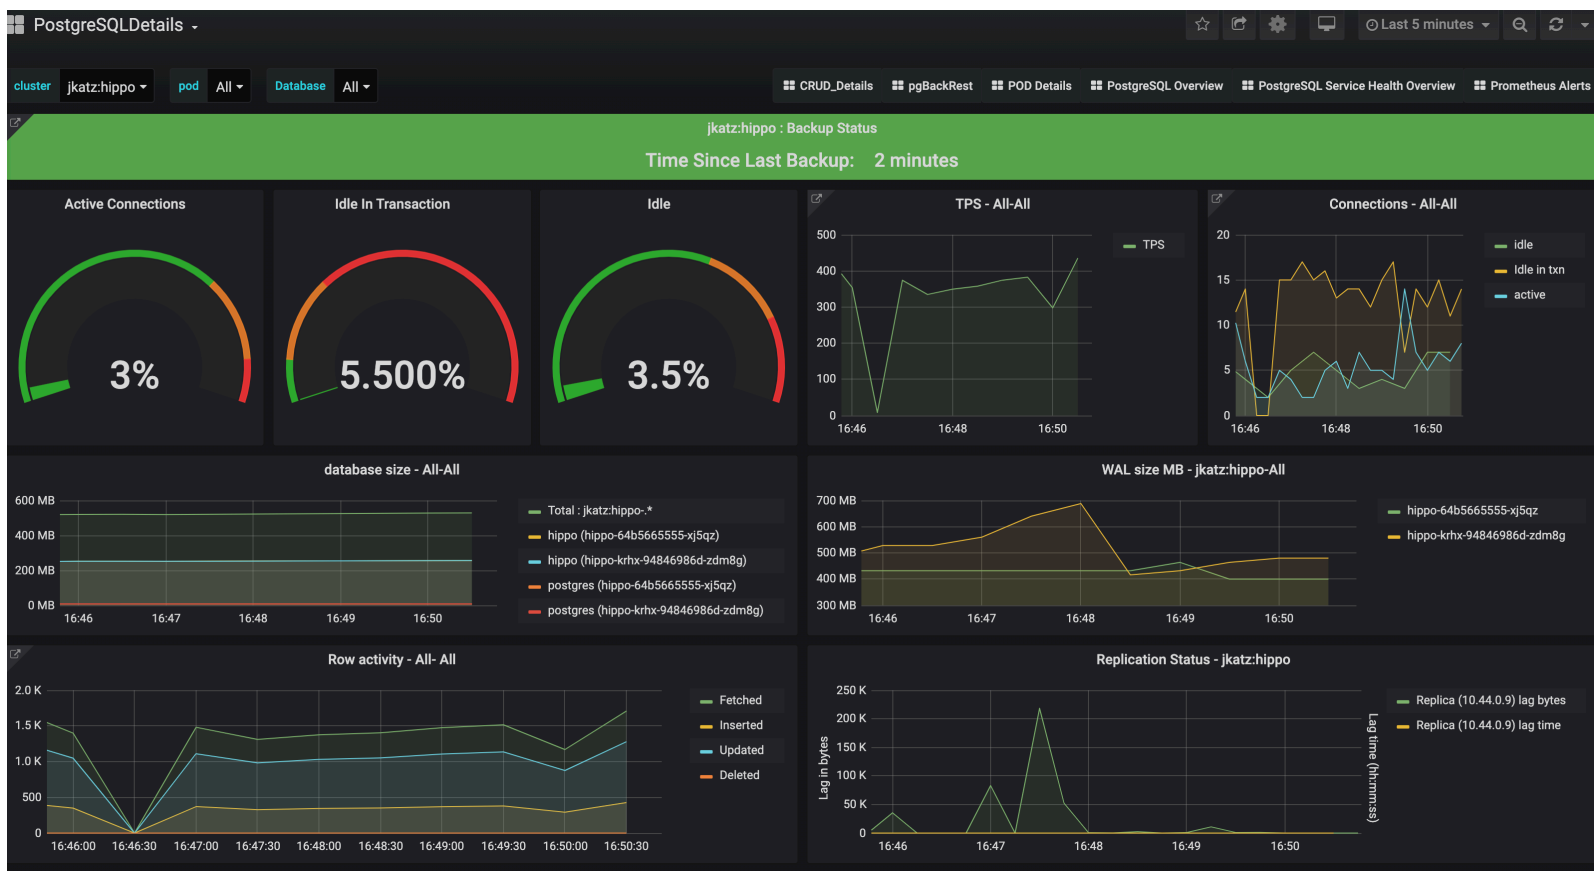 PostgreSQLDetails
Last 5 minutes
cluster jkatz:hippo pod All Database All
CRUD_Details pgBackRest POD Details PostgreSQL Overview PostgreSQL Service Health Overview Prometheus Alerts
jkatz:hippo : Backup Status
Time Since Last Backup: 2 minutes
Active Connections
3%
Idle In Transaction
5.500%
Idle
3.5%
TPS - All-All
500
400
300
200
100
0
16:46 16:48 16:50
TPS
Connections - All-All
20
15
10
5
0
16:46 16:48 16:50
idle
Idle in txn
active
database size - All-All
600 MB
400 MB
200 MB
0 MB
16:46 16:47 16:48 16:49 16:50
Total : jkatz:hippo-.*
hippo (hippo-64b5665555-xj5qz)
hippo (hippo-krhx-94846986d-zdm8g)
postgres (hippo-64b5665555-xj5qz)
postgres (hippo-krhx-94846986d-zdm8g)
WAL size MB - jkatz:hippo-All
700 MB
600 MB
500 MB
400 MB
300 MB
16:46 16:47 16:48 16:49 16:50
hippo-64b5665555-xj5qz
hippo-krhx-94846986d-zdm8g
Row activity - All- All
2.0 K
1.5 K
1.0 K
500
0
16:46:00 16:46:30 16:47:00 16:47:30 16:48:00 16:48:30 16:49:00 16:49:30 16:50:00 16:50:30
Fetched
Inserted
Updated
Deleted
Replication Status - jkatz:hippo
Lag in bytes
250 K
200 K
150 K
100 K
50 K
0
16:46 16:47 16:48 16:49 16:50
Lag time (hh:mm:ss)
Replica (10.44.0.9) lag bytes
Replica (10.44.0.9) lag time